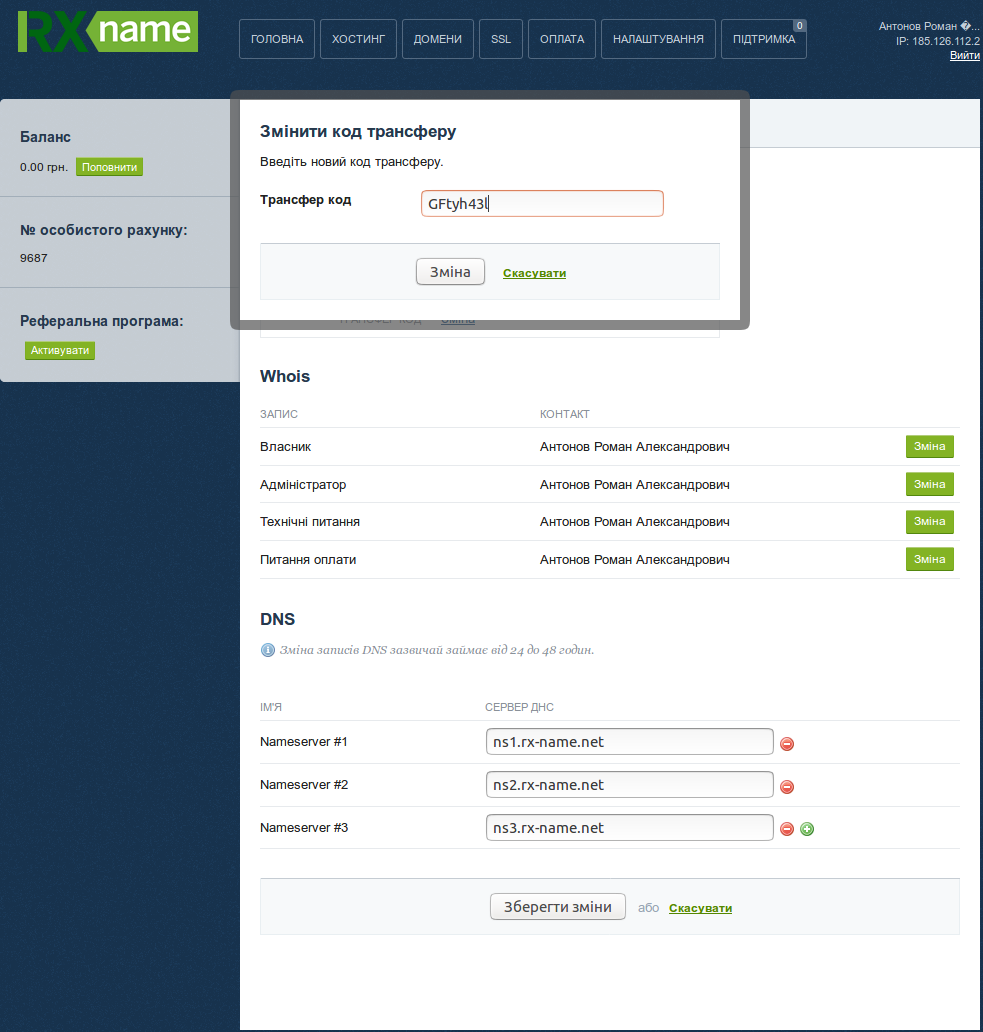 RXname
ГОЛОВНА ХОСТИНГ ДОМЕНИ SSL ОПЛАТА НАЛАШТУВАННЯ ПІДТРИМКА 0
Антонов Роман �...
IP: 185.126.112.2
Вийти
Баланс
0.00 грн. Поповнити
№ особистого рахунку:
9687
Реферальна програма:
Активувати
Змінити код трансферу
Введіть новий код трансферу.
Трансфер код GFtyh43l
Зміна Скасувати
ТРАНСФЕР КОД Зміна
Whois
ЗАПИС КОНТАКТ
Власник Антонов Роман Александрович Зміна
Адміністратор Антонов Роман Александрович Зміна
Технічні питання Антонов Роман Александрович Зміна
Питання оплати Антонов Роман Александрович Зміна
DNS
Зміна записів DNS зазвичай займає від 24 до 48 годин.
ІМ'Я СЕРВЕР ДНС
Nameserver #1 ns1.rx-name.net
Nameserver #2 ns2.rx-name.net
Nameserver #3 ns3.rx-name.net
Зберегти зміни або Скасувати